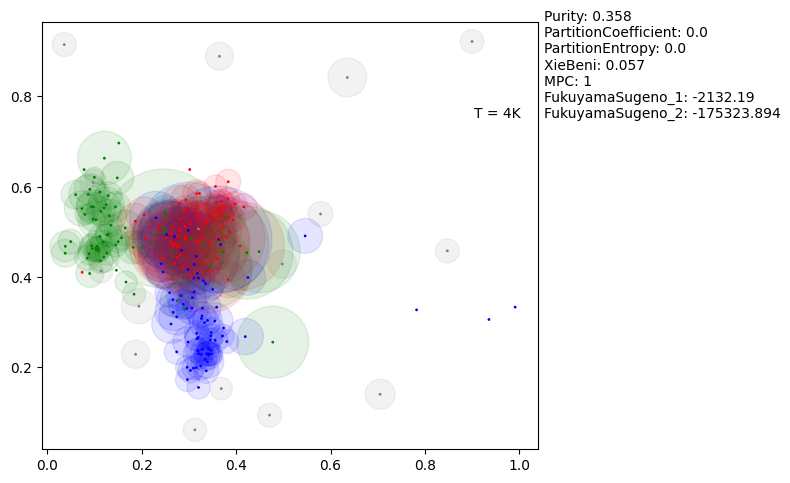 Purity: 0.358
PartitionCoefficient: 0.0
PartitionEntropy: 0.0
XieBeni: 0.057
MPC: 1
FukuyamaSugeno_1: -2132.19
FukuyamaSugeno_2: -175323.894
T = 4K
0.8
0.6
0.4
0.2
0.0 0.2 0.4 0.6 0.8 1.0